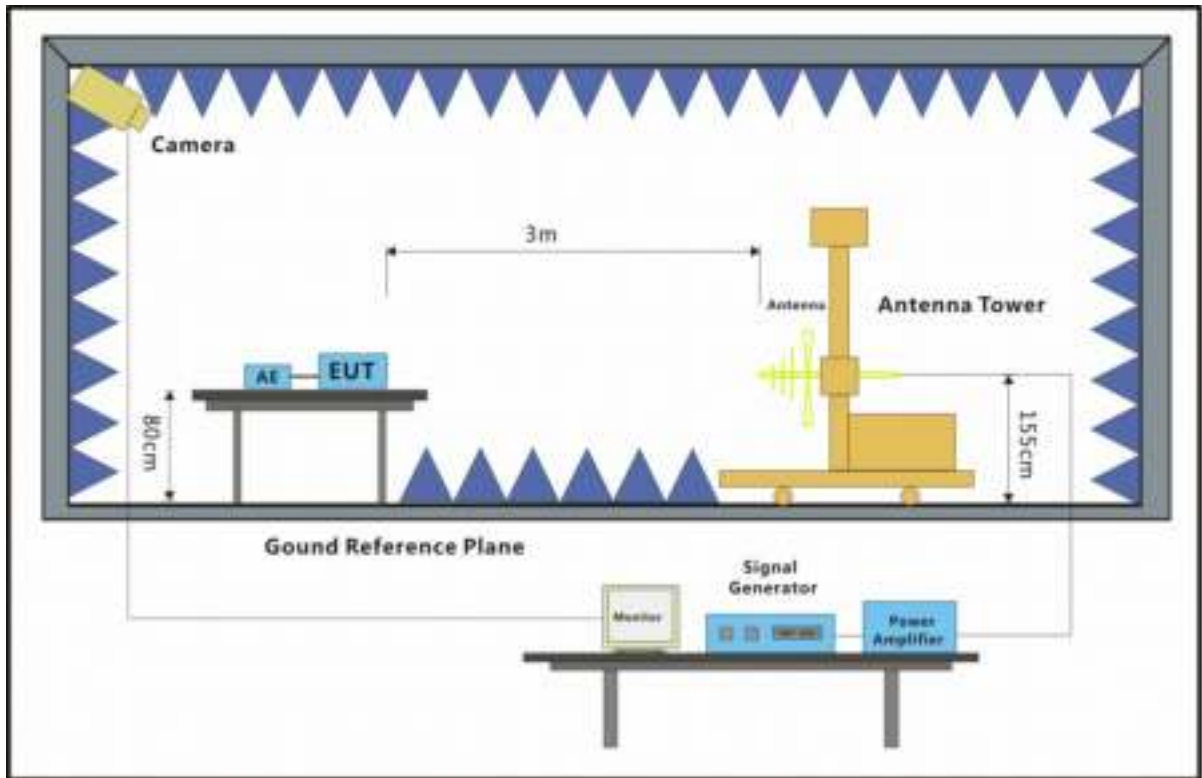 Camera
3m
Antenna
Antenna Tower
AE
EUT
80cm
155cm
Gound Reference Plane
Signal
Generator
Monitor
Power
Amplifier